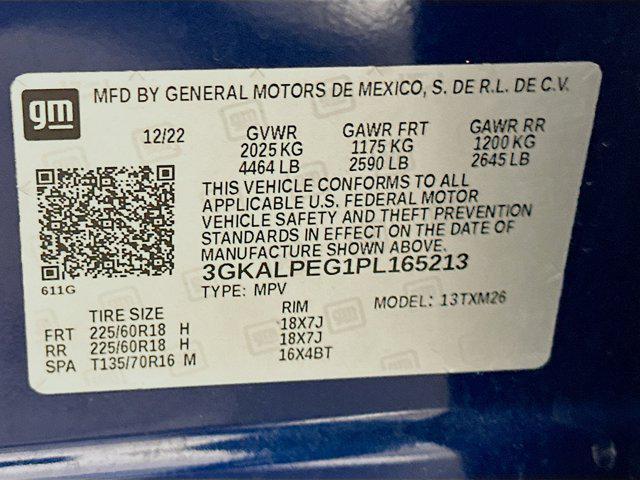 gm MFD BY GENERAL MOTORS DE MEXICO, S. DE R.L. DE C.V.
12/22 GVWR GAWR FRT GAWR RR
2025 KG 1175 KG 1200 KG
4464 LB 2590 LB 2645 LB
THIS VEHICLE CONFORMS TO ALL
APPLICABLE U.S. FEDERAL MOTOR
VEHICLE SAFETY AND THEFT PREVENTION
STANDARDS IN EFFECT ON THE DATE OF
MANUFACTURE SHOWN ABOVE.
611G
3GKALPEG1PL165213
TYPE: MPV MODEL: 13TXM26
TIRE SIZE RIM
FRT 225/60R18 H 18X7J
RR 225/60R18 H 18X7J
SPA T135/70R16 M 16X4BT